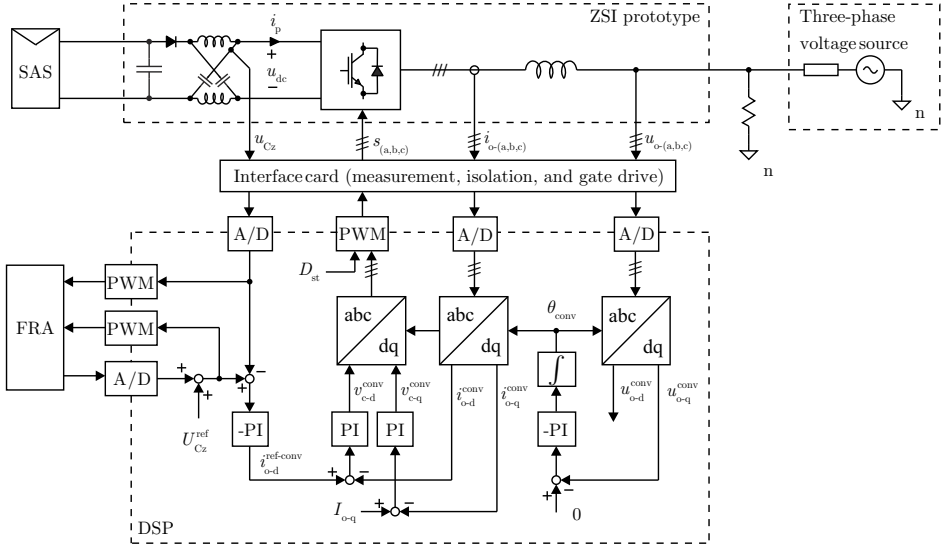 ZSI prototype
Three-phase
voltage source
SAS
i_p
+
u_dc
−
n
n
u_Cz
s_(a,b,c)
i_o-(a,b,c)
u_o-(a,b,c)
Interface card (measurement, isolation, and gate drive)
A/D
PWM
A/D
A/D
D_st
FRA
PWM
PWM
A/D
abc
dq
abc
dq
θ_conv
abc
dq
∫
+
+
+
−
U_Cz^ref
-PI
v_c-d^conv
v_c-q^conv
i_o-d^conv
i_o-q^conv
u_o-d^conv
u_o-q^conv
PI
PI
-PI
i_o-d^ref-conv
+
−
I_o-q
+
−
+
−
0
DSP